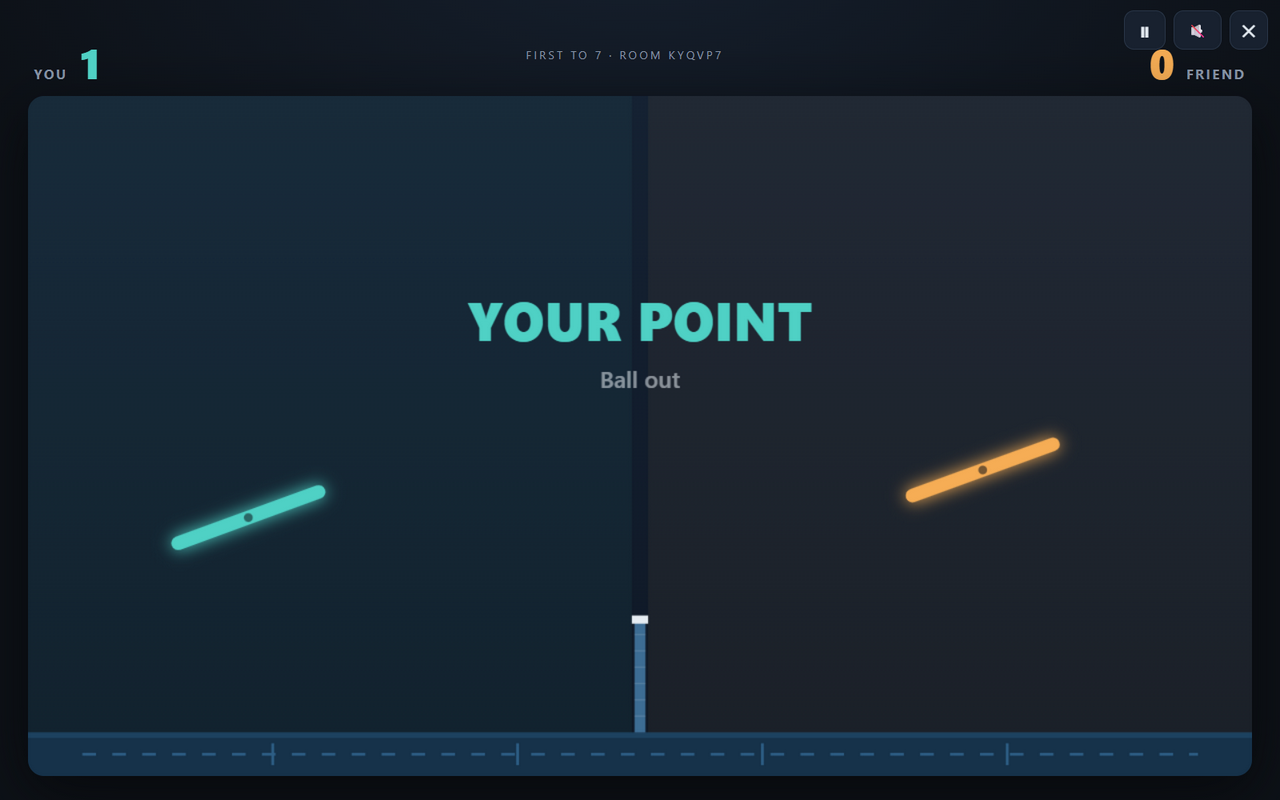 FIRST TO 7 · ROOM KYQVP7
YOU 1
0 FRIEND
YOUR POINT
Ball out